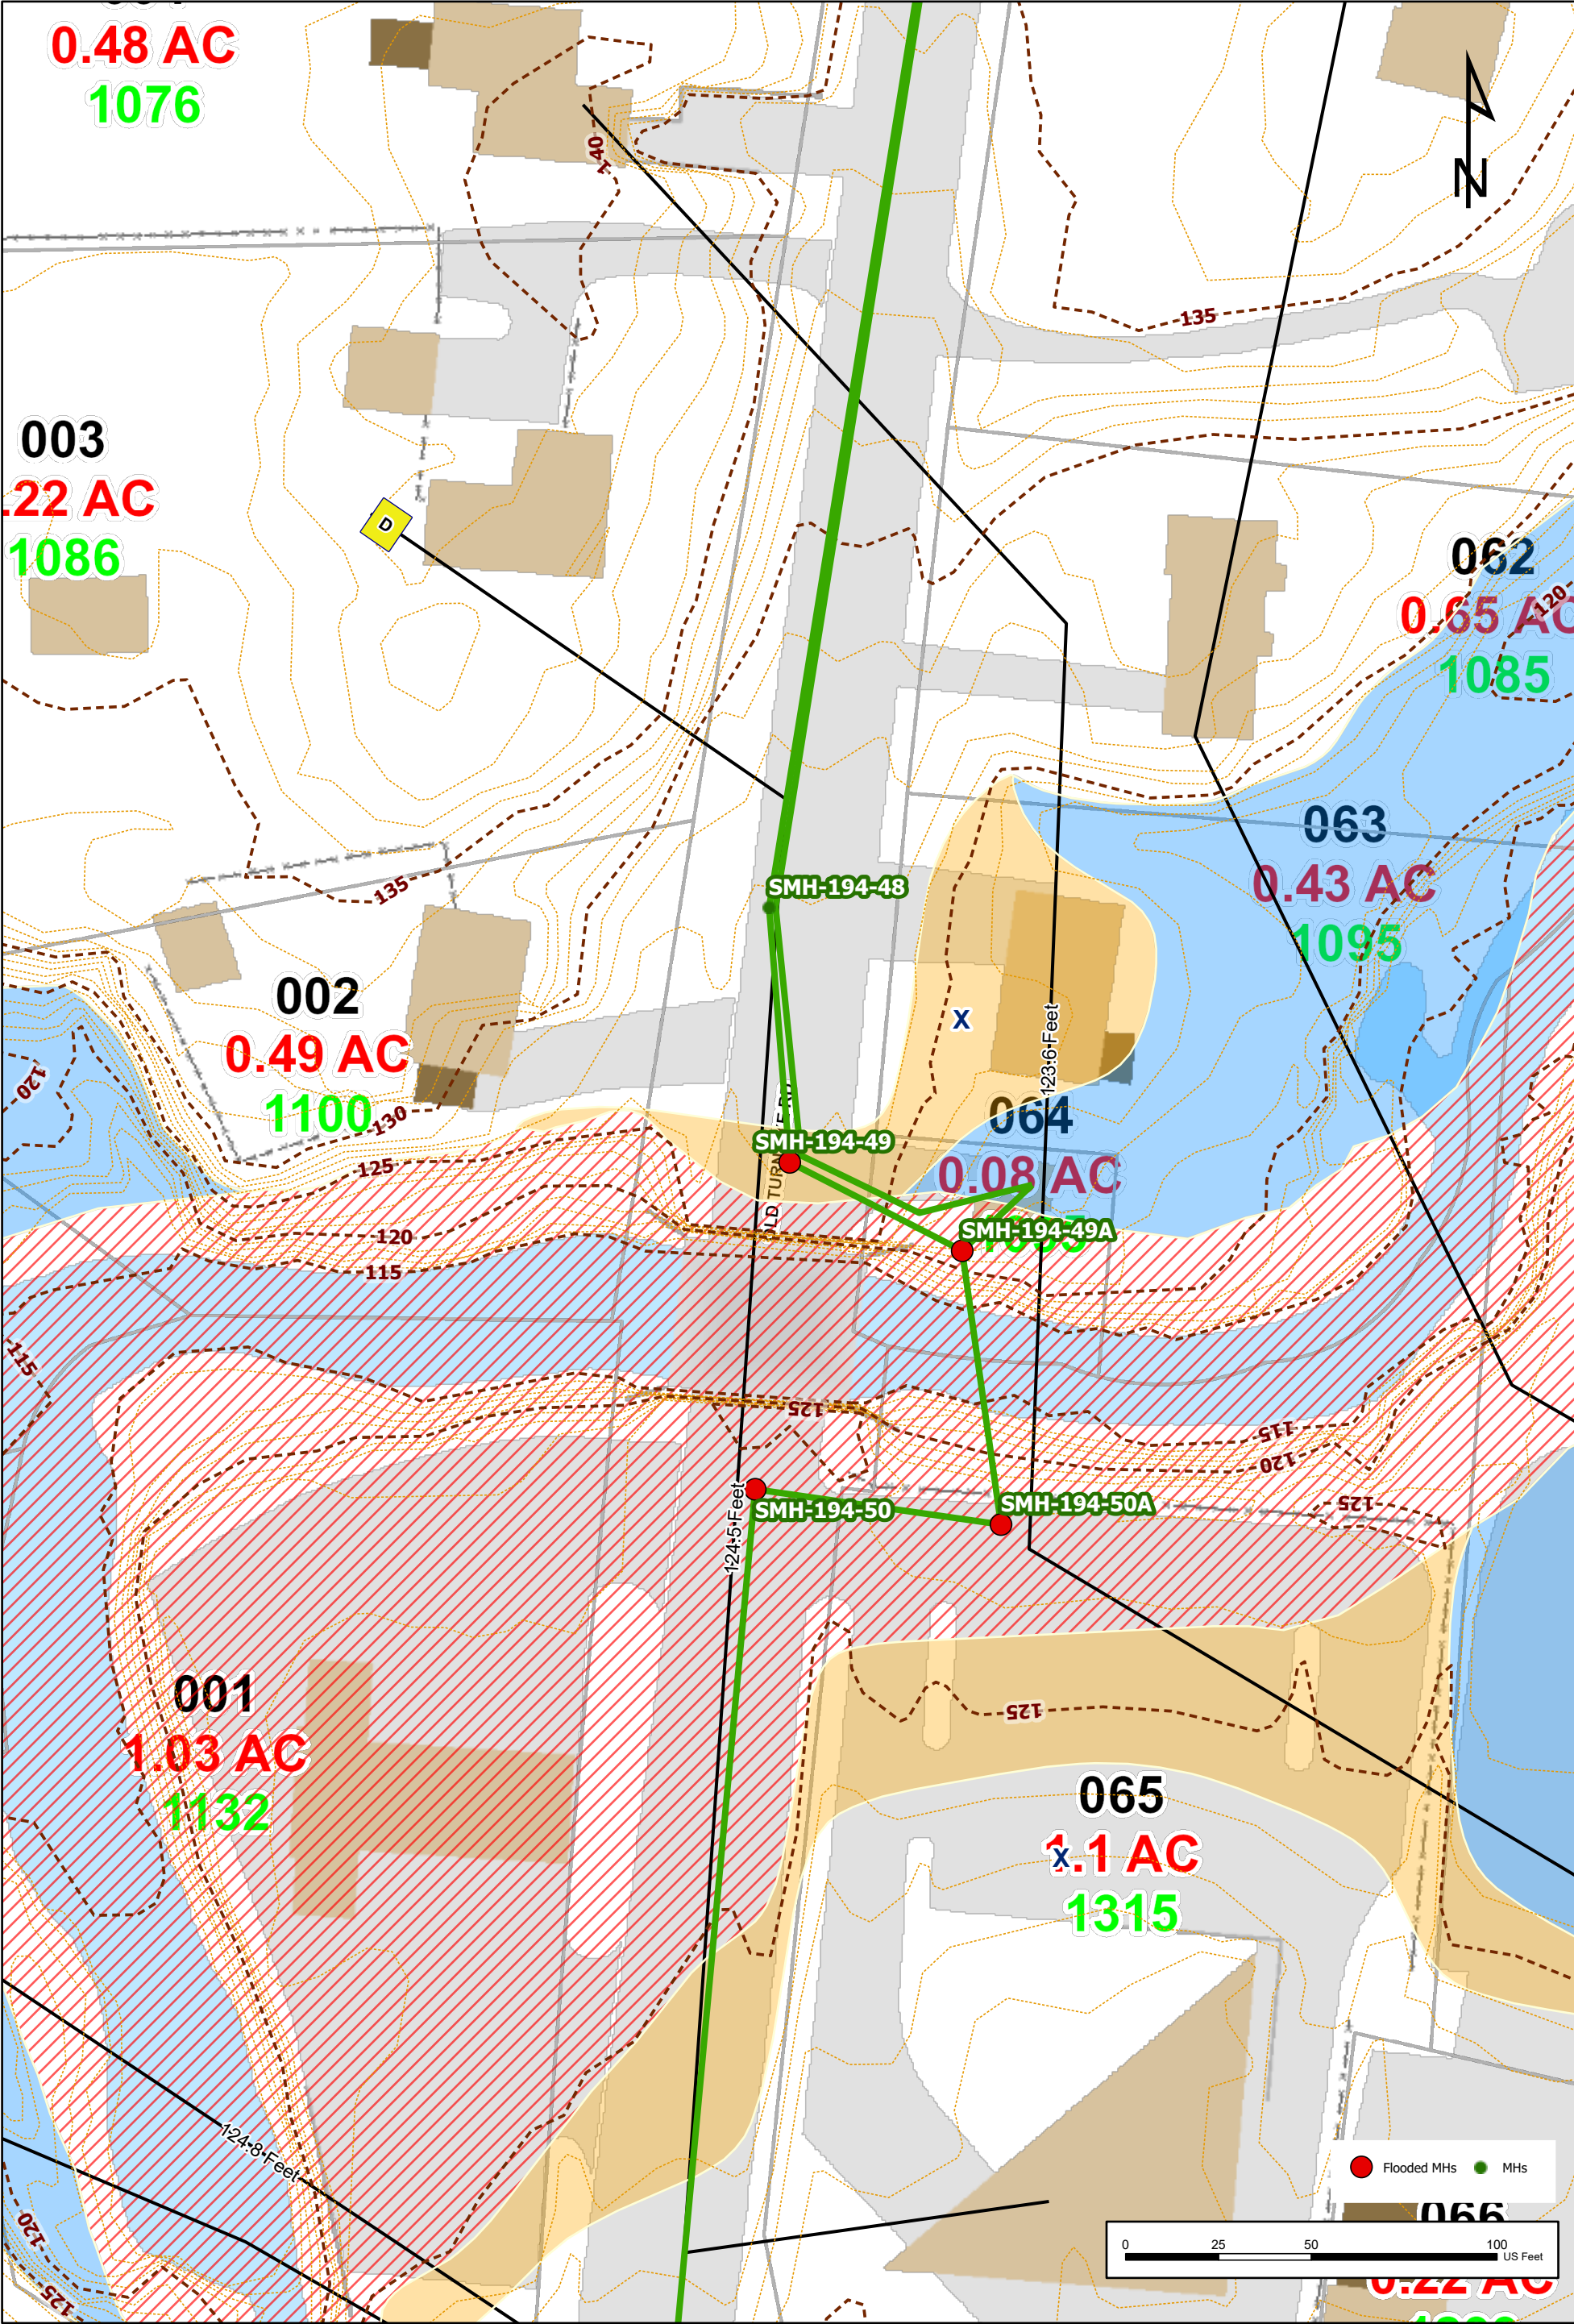 0.48 AC
1076
140
N
135
003
.22 AC
1086
D
062
0.65 AC
120
1085
063
0.43 AC
1095
SMH-194-48
135
002
0.49 AC
1100
X
123.6 Feet
120
130
125
064
0.08 AC
SMH-194-49
SMH-194-49A
120
115
115
125
115
120
125
SMH-194-50
SMH-194-50A
124.5 Feet
001
1.03 AC
1132
125
065
1.1 AC
X
1315
124.8 Feet
Flooded MHs
MHs
066
0 25 50 100
US Feet
0.22 AC
120
125